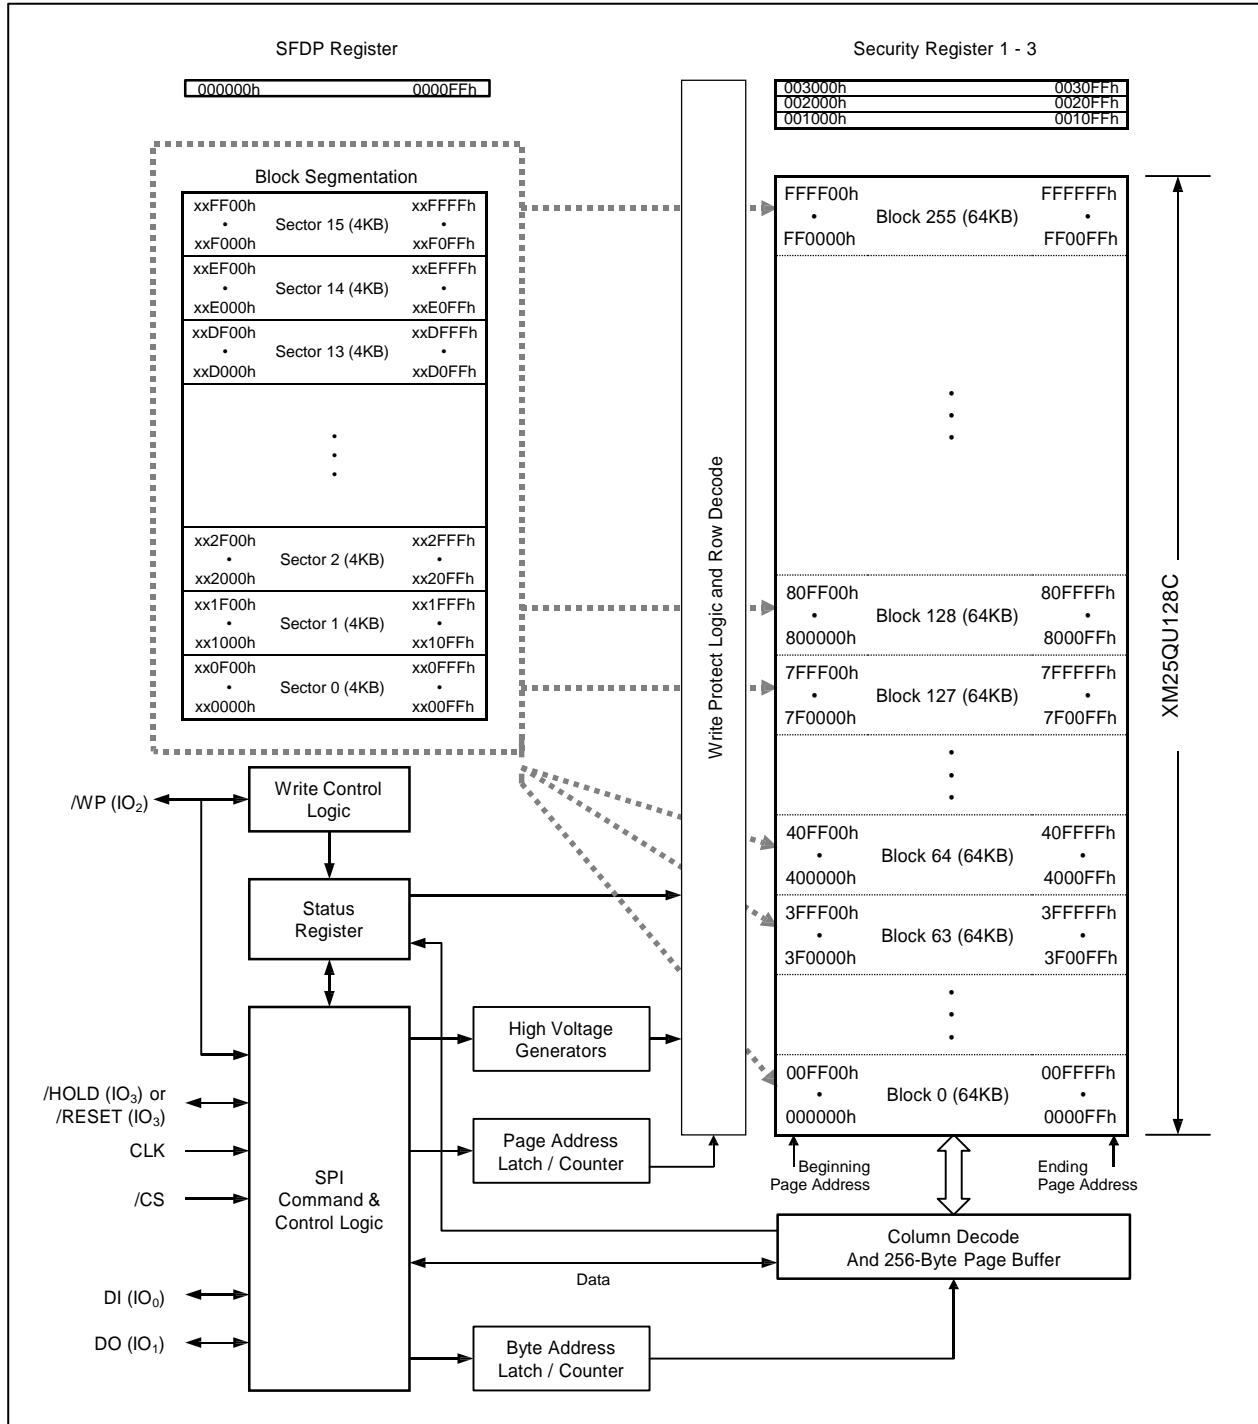 SFDP Register
000000h 0000FFh
Security Register 1 - 3
003000h 0030FFh
002000h 0020FFh
001000h 0010FFh
Block Segmentation
xxFF00h xxFFFFh
• Sector 15 (4KB) •
xxF000h xxF0FFh
xxEF00h xxEFFFh
• Sector 14 (4KB) •
xxE000h xxE0FFh
xxDF00h xxDFFFh
• Sector 13 (4KB) •
xxD000h xxD0FFh
xx2F00h xx2FFFh
• Sector 2 (4KB) •
xx2000h xx20FFh
xx1F00h xx1FFFh
• Sector 1 (4KB) •
xx1000h xx10FFh
xx0F00h xx0FFFh
• Sector 0 (4KB) •
xx0000h xx00FFh
Write Protect Logic and Row Decode
FFFF00h FFFFFFh
• Block 255 (64KB) •
FF0000h FF00FFh
80FF00h 80FFFFh
• Block 128 (64KB) •
800000h 8000FFh
7FFF00h 7FFFFFh
• Block 127 (64KB) •
7F0000h 7F00FFh
40FF00h 40FFFFh
• Block 64 (64KB) •
400000h 4000FFh
3FFF00h 3FFFFFh
• Block 63 (64KB) •
3F0000h 3F00FFh
00FF00h 00FFFFh
• Block 0 (64KB) •
000000h 0000FFh
XM25QU128C
Beginning
Page Address
Ending
Page Address
/WP (IO₂)
Write Control
Logic
Status
Register
/HOLD (IO₃) or
/RESET (IO₃)
CLK
/CS
DI (IO₀)
DO (IO₁)
SPI
Command &
Control Logic
High Voltage
Generators
Page Address
Latch / Counter
Column Decode
And 256-Byte Page Buffer
Data
Byte Address
Latch / Counter